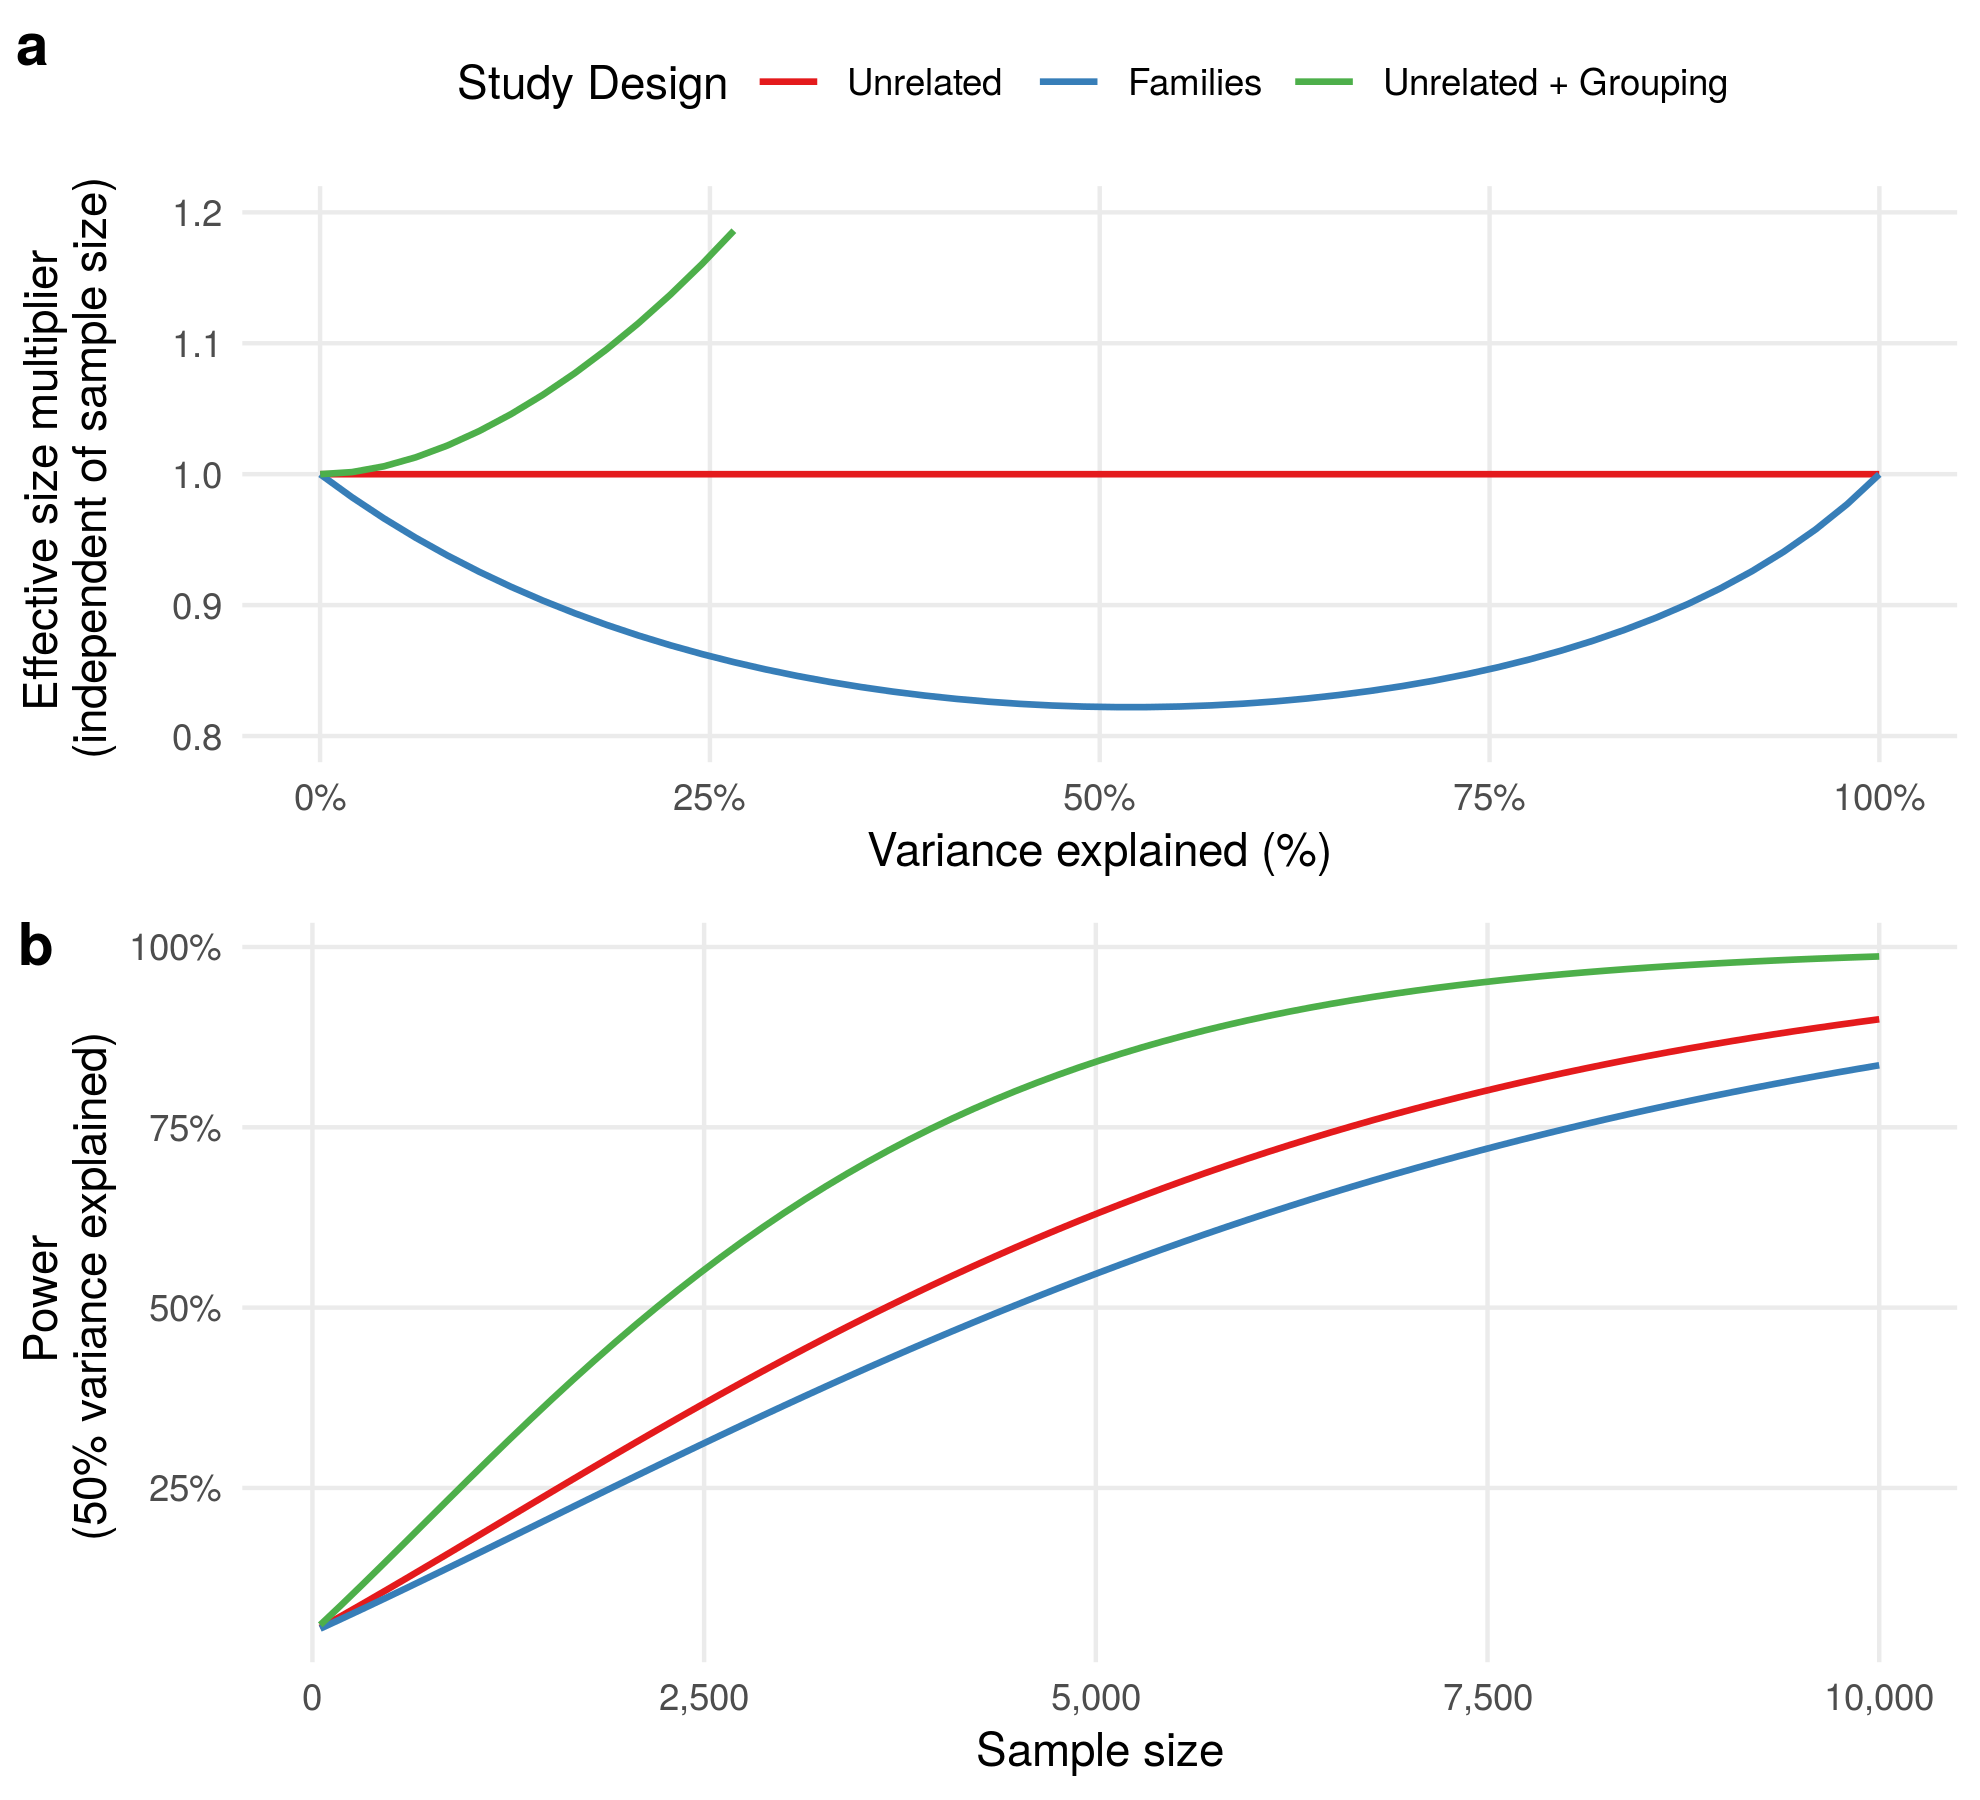 a
Study Design Unrelated Families Unrelated + Grouping
Effective size multiplier
(independent of sample size)
1.2
1.1
1.0
0.9
0.8
0% 25% 50% 75% 100%
Variance explained (%)
b
Power
(50% variance explained)
100%
75%
50%
25%
0 2,500 5,000 7,500 10,000
Sample size